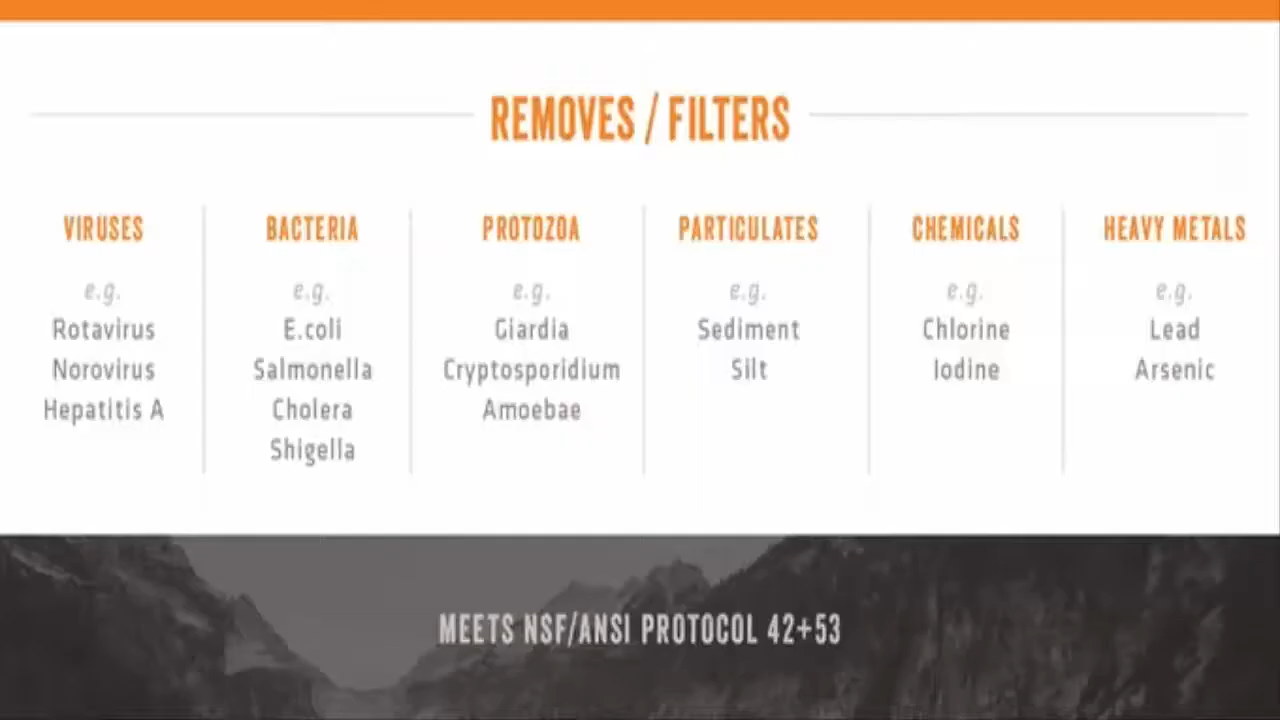 REMOVES / FILTERS
VIRUSES
e.g.
Rotavirus
Norovirus
Hepatitis A
BACTERIA
e.g.
E.coli
Salmonella
Cholera
Shigella
PROTOZOA
e.g.
Giardia
Cryptosporidium
Amoebae
PARTICULATES
e.g.
Sediment
Silt
CHEMICALS
e.g.
Chlorine
Iodine
HEAVY METALS
e.g.
Lead
Arsenic
MEETS NSF/ANSI PROTOCOL 42+53